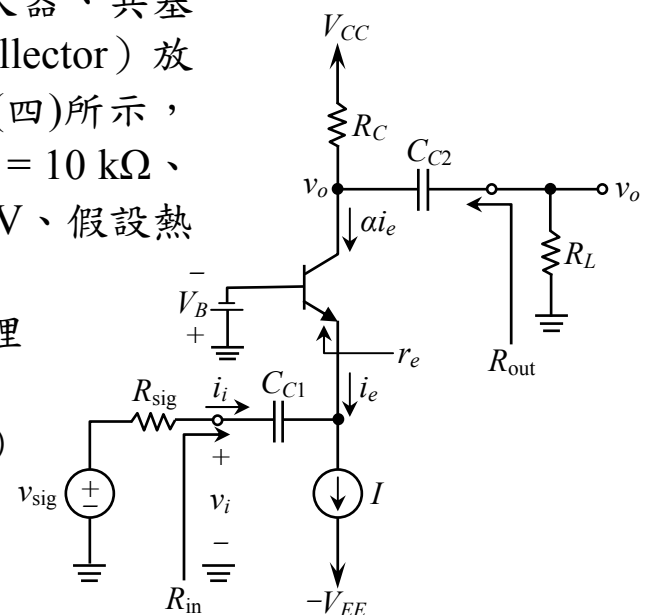 大器、共基
llector）放
(四)所示，
= 10 kΩ、
V、假設熱
理
)
V_CC
R_C
C_C2
v_o
v_o
αi_e
R_L
−
V_B
+
r_e
R_out
R_sig
i_i
C_C1
i_e
+
v_sig
+
−
v_i
I
−
R_in
−V_EE